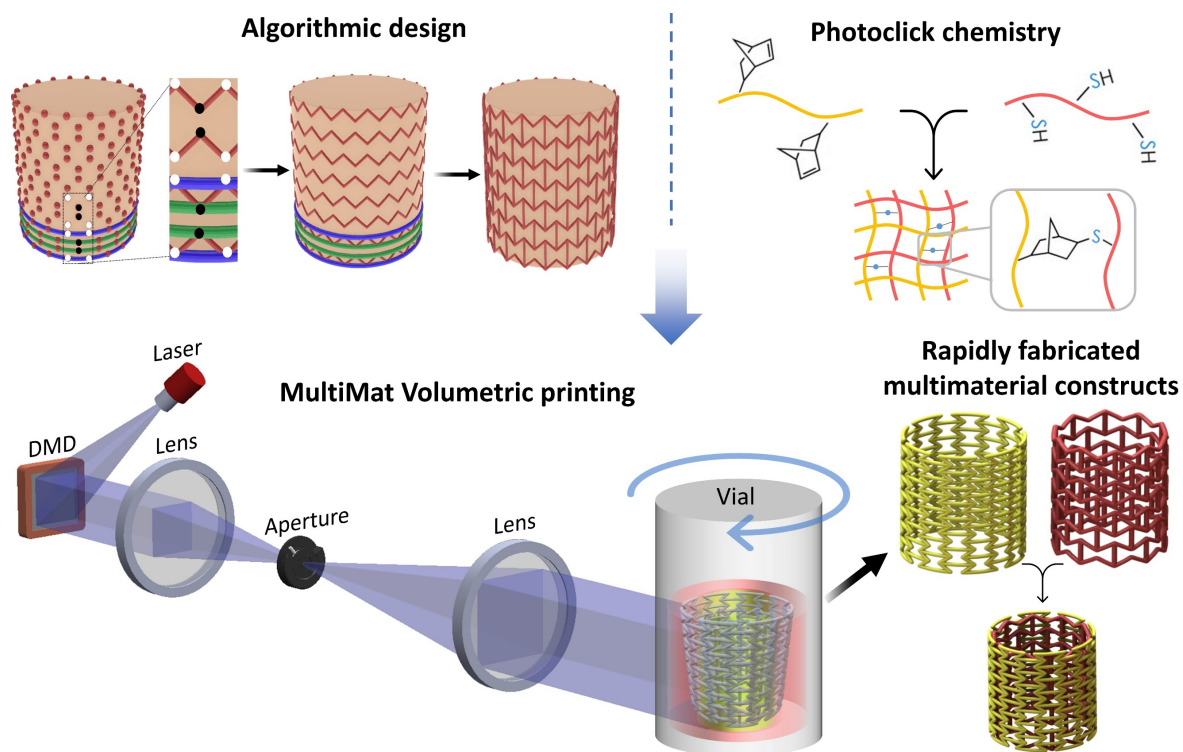 Algorithmic design
Photoclick chemistry
SH
SH
SH
S
MultiMat Volumetric printing
Laser
DMD
Lens
Aperture
Lens
Vial
Rapidly fabricated
multimaterial constructs